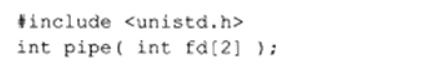 #include <unistd.h>
int pipe( int fd[2] );